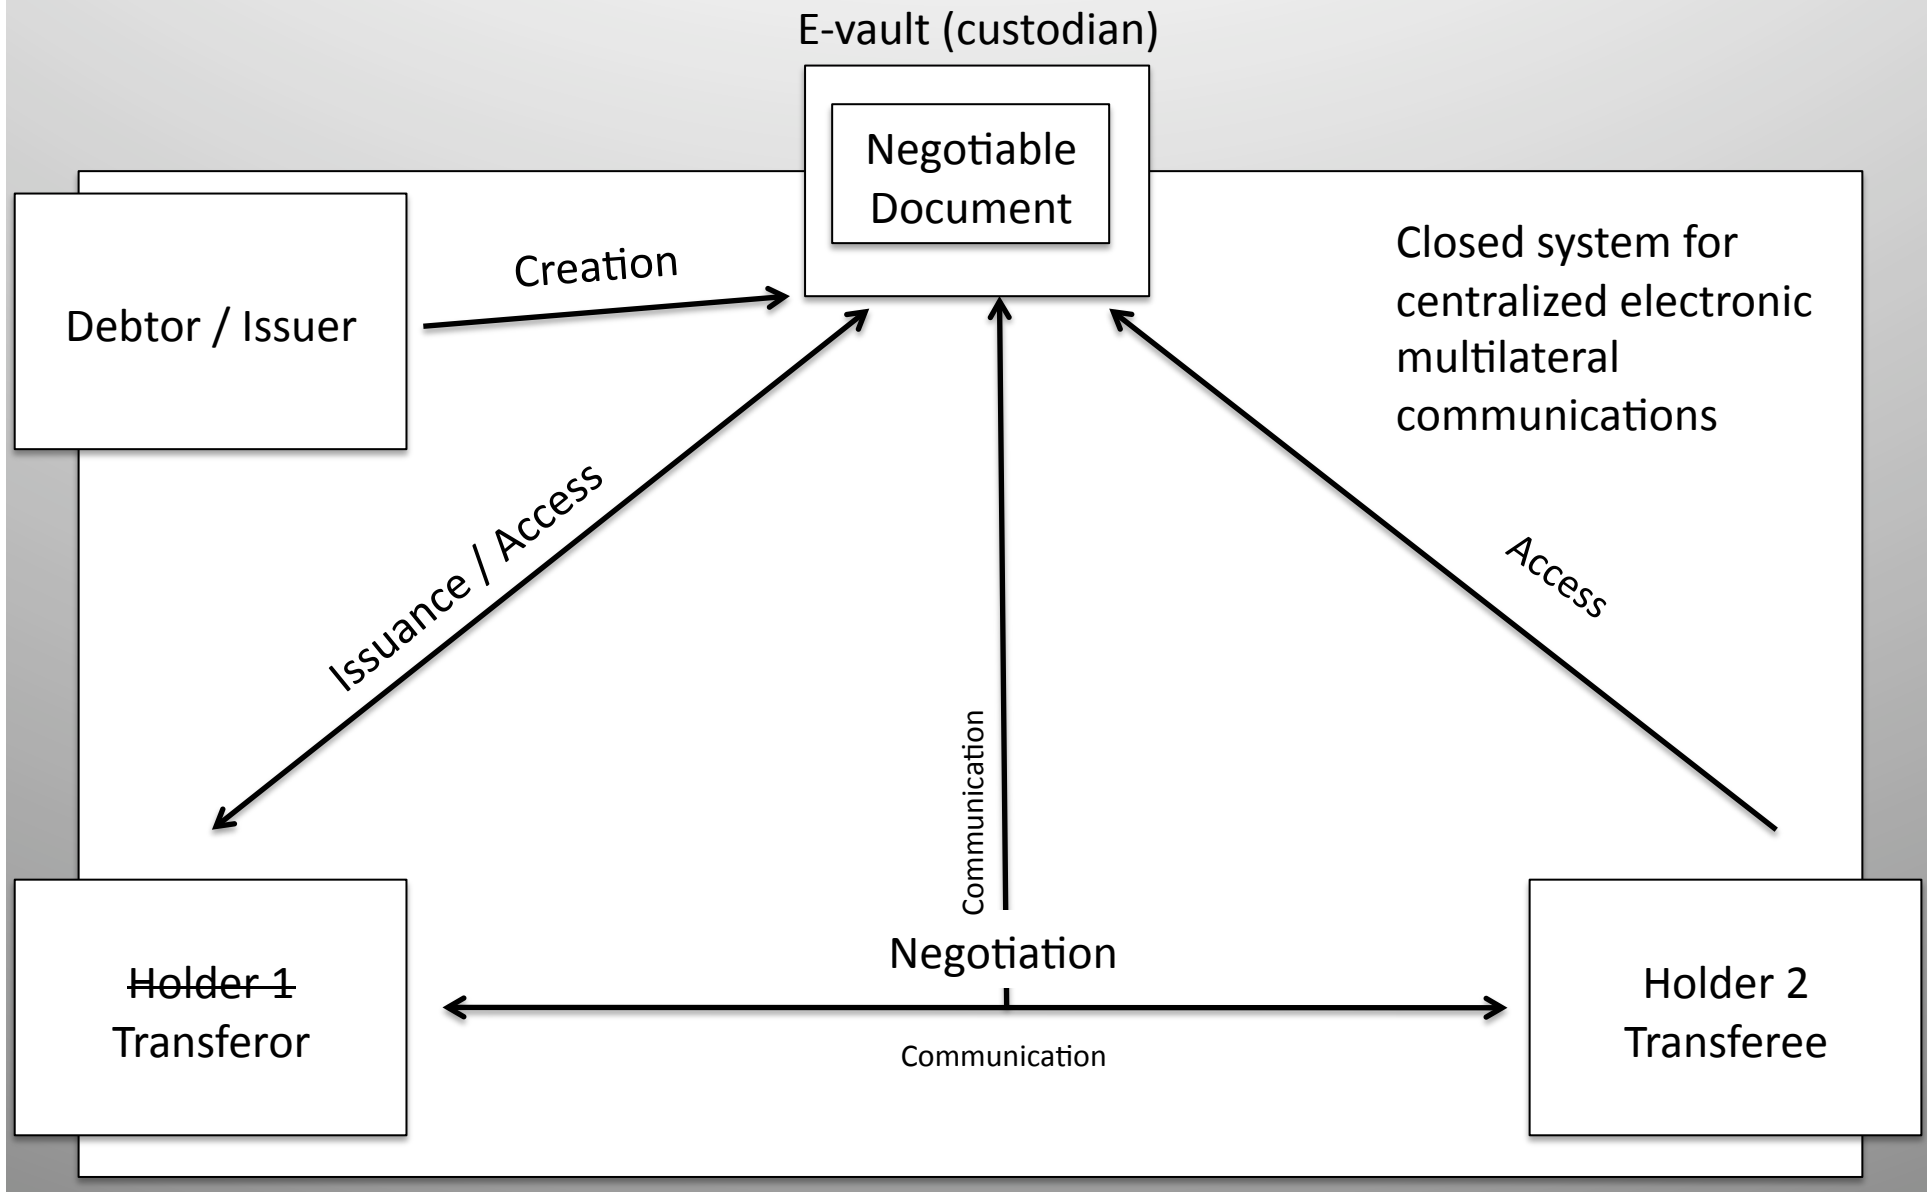 E-vault (custodian)
Negotiable
Document
Debtor / Issuer
Creation
Closed system for
centralized electronic
multilateral
communications
Issuance / Access
Access
Communication
Negotiation
Communication
Holder 1
Transferor
Holder 2
Transferee